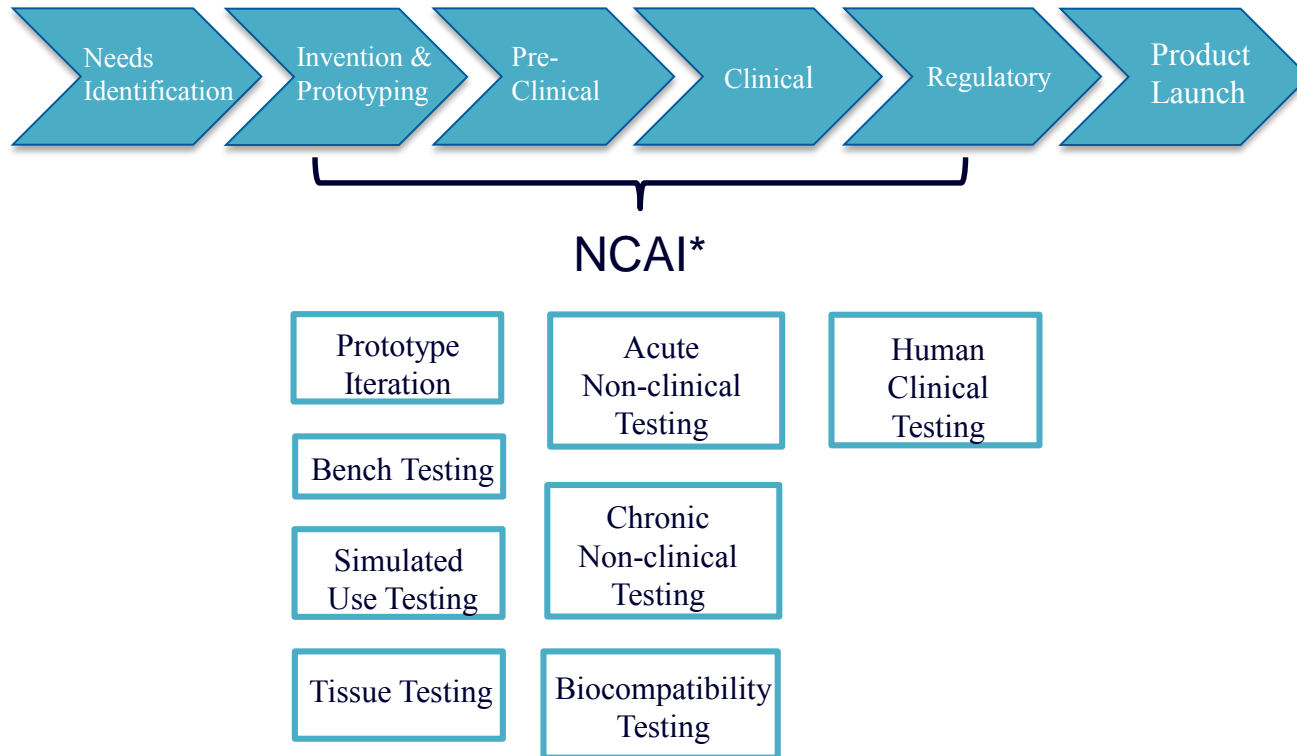 Needs
Identification
Invention &
Prototyping
Pre-
Clinical
Clinical
Regulatory
Product
Launch
NCAI*
Prototype
Iteration
Bench Testing
Simulated
Use Testing
Tissue Testing
Acute
Non-clinical
Testing
Chronic
Non-clinical
Testing
Biocompatibility
Testing
Human
Clinical
Testing